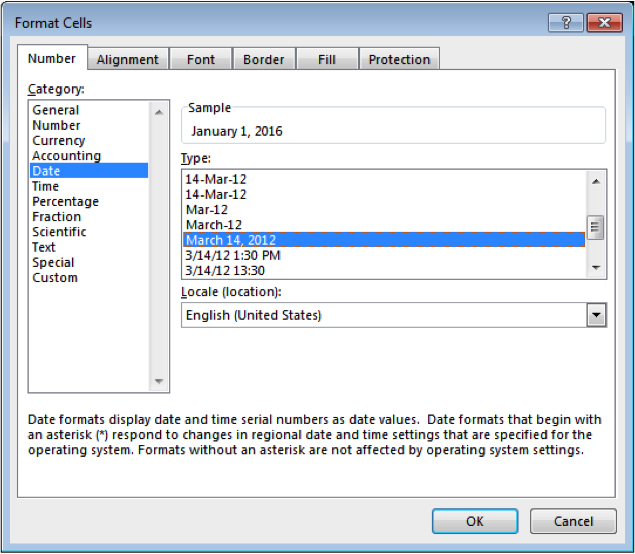 Format Cells
Number Alignment Font Border Fill Protection
Category:
General
Number
Currency
Accounting
Date
Time
Percentage
Fraction
Scientific
Text
Special
Custom
Sample
January 1, 2016
Type:
14-Mar-12
14-Mar-12
Mar-12
March-12
March 14, 2012
3/14/12 1:30 PM
3/14/12 13:30
Locale (location):
English (United States)
Date formats display date and time serial numbers as date values.  Date formats that begin with
an asterisk (*) respond to changes in regional date and time settings that are specified for the
operating system. Formats without an asterisk are not affected by operating system settings.
OK Cancel